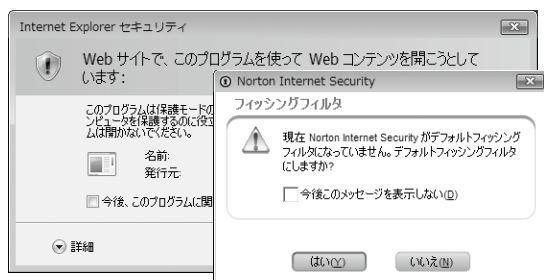 Internet Explorer セキュリティ
Web サイトで、このプログラムを使って Web コンテンツを開こうとして
います:
このプログラムは保護モードの
ンピュータを保護するのに役立
ムは開かないでください。
名前:
発行元:
今後、このプログラムに関
詳細
Norton Internet Security
フィッシングフィルタ
現在 Norton Internet Security がデフォルトフィッシング
フィルタになっていません。デフォルトフィッシングフィルタ
にしますか?
今後このメッセージを表示しない(D)
はい(Y)
いいえ(N)